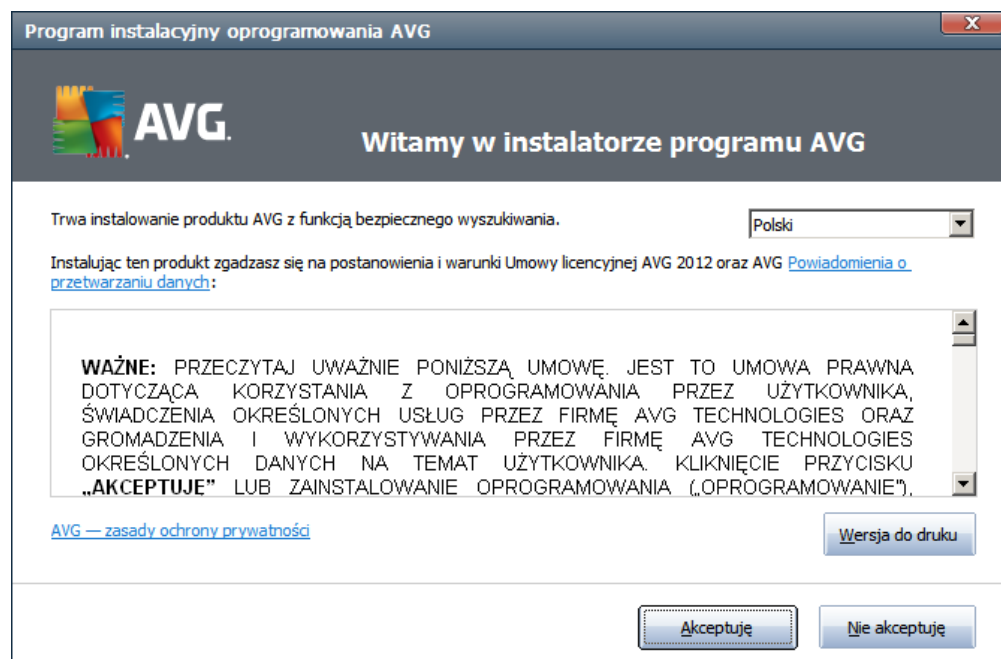 Program instalacyjny oprogramowania AVG
AVG.
Witamy w instalatorze programu AVG
Trwa instalowanie produktu AVG z funkcją bezpiecznego wyszukiwania.
Polski
Instalując ten produkt zgadzasz się na postanowienia i warunki Umowy licencyjnej AVG 2012 oraz AVG Powiadomienia o
przetwarzaniu danych:
WAŻNE: PRZECZYTAJ UWAŻNIE PONIŻSZĄ UMOWĘ. JEST TO UMOWA PRAWNA
DOTYCZĄCA KORZYSTANIA Z OPROGRAMOWANIA PRZEZ UŻYTKOWNIKA,
ŚWIADCZENIA OKREŚLONYCH USŁUG PRZEZ FIRMĘ AVG TECHNOLOGIES ORAZ
GROMADZENIA I WYKORZYSTYWANIA PRZEZ FIRMĘ AVG TECHNOLOGIES
OKREŚLONYCH DANYCH NA TEMAT UŻYTKOWNIKA. KLIKNIĘCIE PRZYCISKU
„AKCEPTUJĘ” LUB ZAINSTALOWANIE OPROGRAMOWANIA („OPROGRAMOWANIE”),
AVG — zasady ochrony prywatności
Wersja do druku
Akceptuję
Nie akceptuję